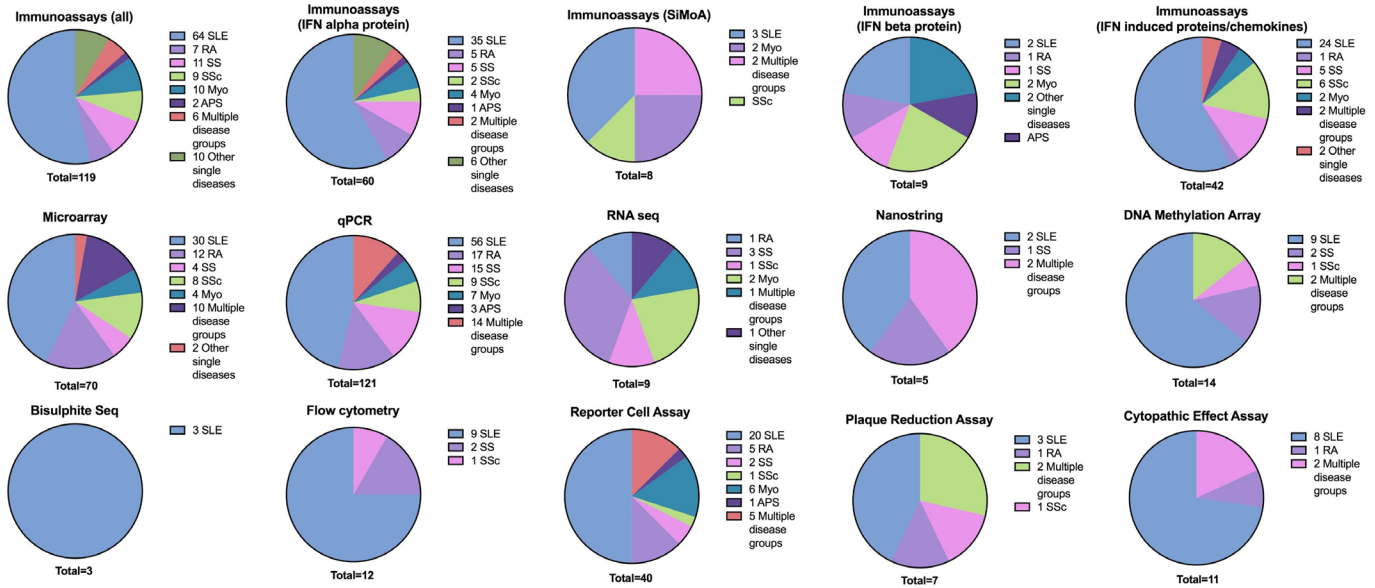 Immunoassays (all)
64 SLE
7 RA
11 SS
9 SSc
10 Myo
2 APS
6 Multiple
disease
groups
10 Other
single
diseases
Total=119
Immunoassays
(IFN alpha protein)
35 SLE
5 RA
5 SS
2 SSc
4 Myo
1 APS
2 Multiple
disease
groups
6 Other
single
diseases
Total=60
Immunoassays (SiMoA)
3 SLE
2 Myo
2 Multiple
disease
groups
SSc
Total=8
Immunoassays
(IFN beta protein)
2 SLE
1 RA
1 SS
2 Myo
2 Other
single
diseases
APS
Total=9
Immunoassays
(IFN induced proteins/chemokines)
24 SLE
1 RA
5 SS
6 SSc
2 Myo
2 Multiple
disease
groups
2 Other
single
diseases
Total=42
Microarray
30 SLE
12 RA
4 SS
8 SSc
4 Myo
10 Multiple
disease
groups
2 Other
single
diseases
Total=70
qPCR
56 SLE
17 RA
15 SS
9 SSc
7 Myo
3 APS
14 Multiple
disease
groups
Total=121
RNA seq
1 RA
3 SS
1 SSc
2 Myo
1 Multiple
disease
groups
1 Other
single
diseases
Total=9
Nanostring
2 SLE
1 SS
2 Multiple
disease
groups
Total=5
DNA Methylation Array
9 SLE
2 SS
1 SSc
2 Multiple
disease
groups
Total=14
Bisulphite Seq
3 SLE
Total=3
Flow cytometry
9 SLE
2 SS
1 SSc
Total=12
Reporter Cell Assay
20 SLE
5 RA
2 SS
1 SSc
6 Myo
1 APS
5 Multiple
disease
groups
Total=40
Plaque Reduction Assay
3 SLE
1 RA
2 Multiple
disease
groups
1 SSc
Total=7
Cytopathic Effect Assay
8 SLE
1 RA
2 Multiple
disease
groups
Total=11